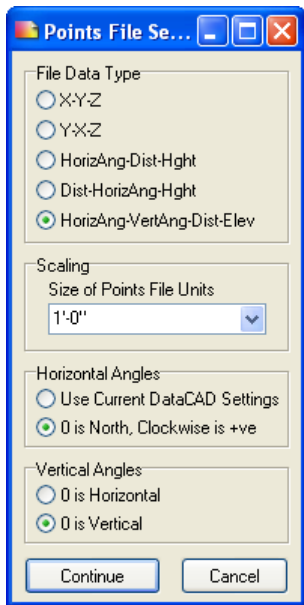 Points File Se...
File Data Type
X-Y-Z
Y-X-Z
HorizAng-Dist-Hght
Dist-HorizAng-Hght
HorizAng-VertAng-Dist-Elev
Scaling
Size of Points File Units
1'-0"
Horizontal Angles
Use Current DataCAD Settings
0 is North, Clockwise is +ve
Vertical Angles
0 is Horizontal
0 is Vertical
Continue Cancel